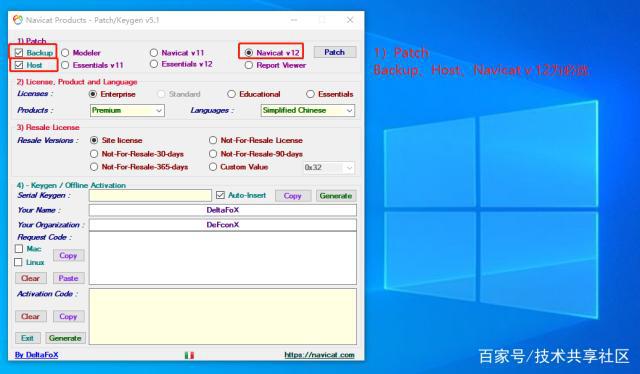 Navicat Products - Patch/Keygen v5.1
1) Patch
Backup Modeler Navicat v11 Navicat v12 Patch
Host Essentials v11 Essentials v12 Report Viewer
2) License, Product and Language
Licenses : Enterprise Standard Educational Essentials
Products : Premium Languages : Simplified Chinese
3) Resale License
Resale Versions : Site license Not-For-Resale License
Not-For-Resale-30-days Not-For-Resale-90-days
Not-For-Resale-365-days Custom Value 0x32
4) - Keygen / Offline Activation
Serial Keygen : Auto-Insert Copy Generate
Your Name : DeltaFoX
Your Organization : DeFconX
Request Code :
Mac
Linux
Copy
Clear Paste
Activation Code :
Clear Copy
Exit Generate
By DeltaFoX https://navicat.com
1）Patch
Backup、Host、Navicat v 12为必选
百家号/技术共享社区